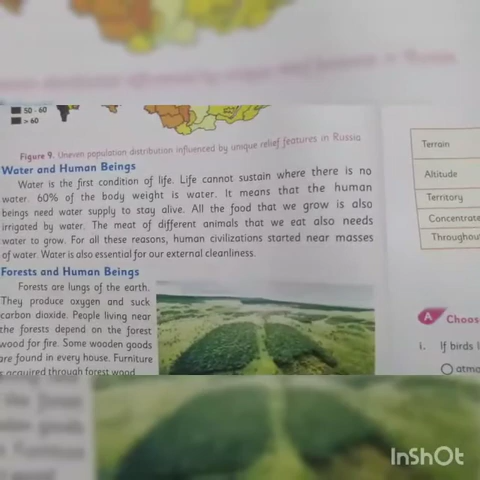 50 - 60
> 60
Figure 9. Uneven population distribution influenced by unique relief features in Russia
Water and Human Beings
Water is the first condition of life. Life cannot sustain where there is no
water. 60% of the body weight is water. It means that the human
beings need water supply to stay alive. All the food that we grow is also
irrigated by water. The meat of different animals that we eat also needs
water to grow. For all these reasons, human civilizations started near masses
of water. Water is also essential for our external cleanliness.
Forests and Human Beings
Forests are lungs of the earth.
They produce oxygen and suck
carbon dioxide. People living near
the forests depend on the forest
wood for fire. Some wooden goods
are found in every house. Furniture
acquired through forest wood
Terrain
Altitude
Territory
Concentrate
Throughou
A Choos
i. If birds l
atmo
InShOt